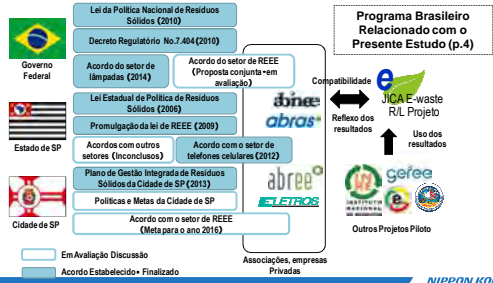 Programa Brasileiro
Relacionado com o
Presente Estudo (p.4)
Lei da Política Nacional de Resíduos
Sólidos (2010)
Decreto Regulatório No.7.404(2010)
Governo
Federal
Acordo do setor de
lâmpadas (2014)
Acordo do setor de REEE
(Proposta conjunta•em
avaliação)
Lei Estadual de Política de Resíduos
Sólidos (2006)
Promulgação da lei de REEE (2009)
Estado de SP
Acordos com outros
setores (Inconclusos)
Acordo com o setor de
telefones celulares (2012)
Plano de Gestão Integrada de Resíduos
Sólidos da Cidade de SP (2013)
Políticas e Metas da Cidade de SP
Cidade de SP
Acordo com o setor de REEE
(Meta para o ano 2016)
abinee
abras
abree
ELETROS
Associações, empresas
Privadas
Compatibilidade
Reflexo dos
resultados
e
JICA E-waste
R/L Projeto
Uso dos
resultados
geree
Outros Projetos Piloto
Em Avaliação Discussão
Acordo Estabelecido• Finalizado
NIPPON KOE